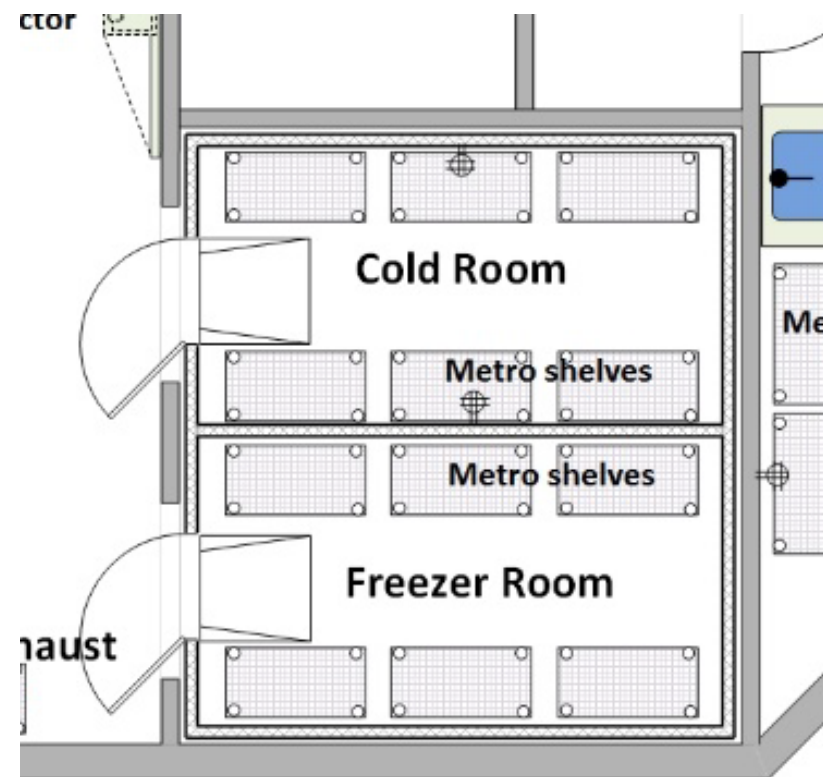 ctor
Cold Room
Me
Metro shelves
Metro shelves
Freezer Room
haust